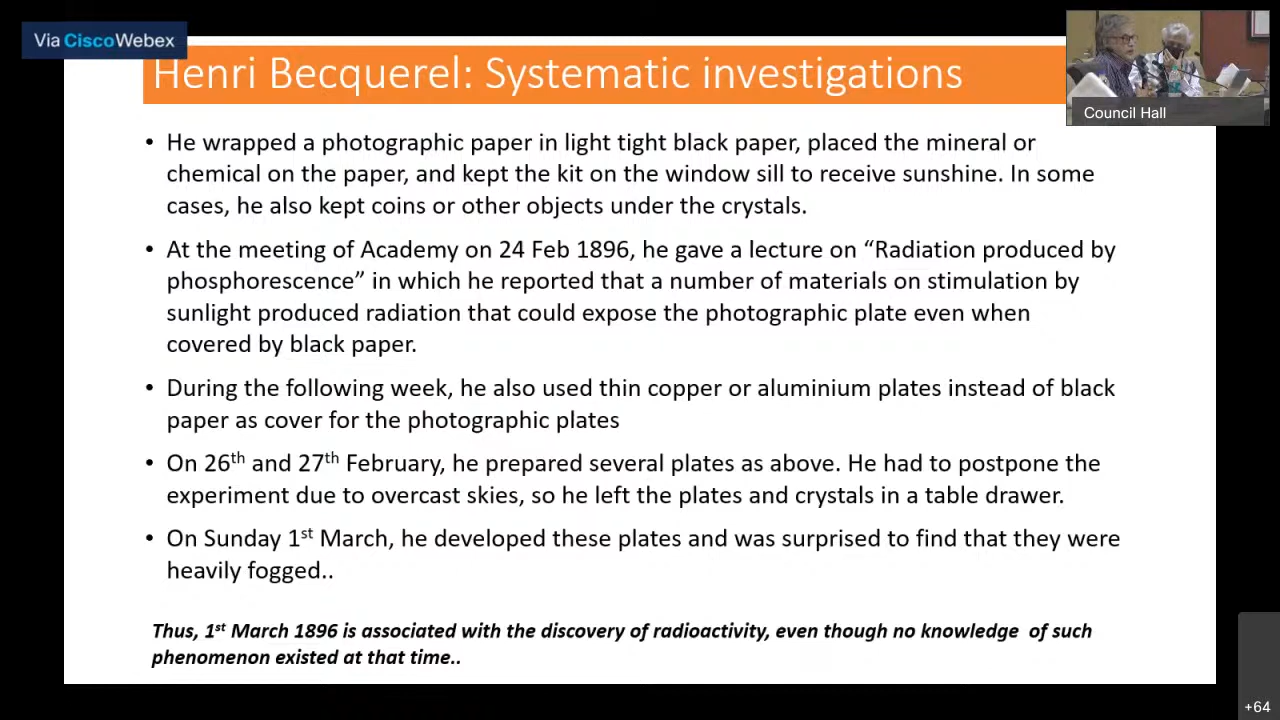 Via CiscoWebex
Henri Becquerel: Systematic investigations
Council Hall
• He wrapped a photographic paper in light tight black paper, placed the mineral or
chemical on the paper, and kept the kit on the window sill to receive sunshine. In some
cases, he also kept coins or other objects under the crystals.
• At the meeting of Academy on 24 Feb 1896, he gave a lecture on “Radiation produced by
phosphorescence” in which he reported that a number of materials on stimulation by
sunlight produced radiation that could expose the photographic plate even when
covered by black paper.
• During the following week, he also used thin copper or aluminium plates instead of black
paper as cover for the photographic plates
• On 26th and 27th February, he prepared several plates as above. He had to postpone the
experiment due to overcast skies, so he left the plates and crystals in a table drawer.
• On Sunday 1st March, he developed these plates and was surprised to find that they were
heavily fogged..
Thus, 1st March 1896 is associated with the discovery of radioactivity, even though no knowledge of such
phenomenon existed at that time..
+64